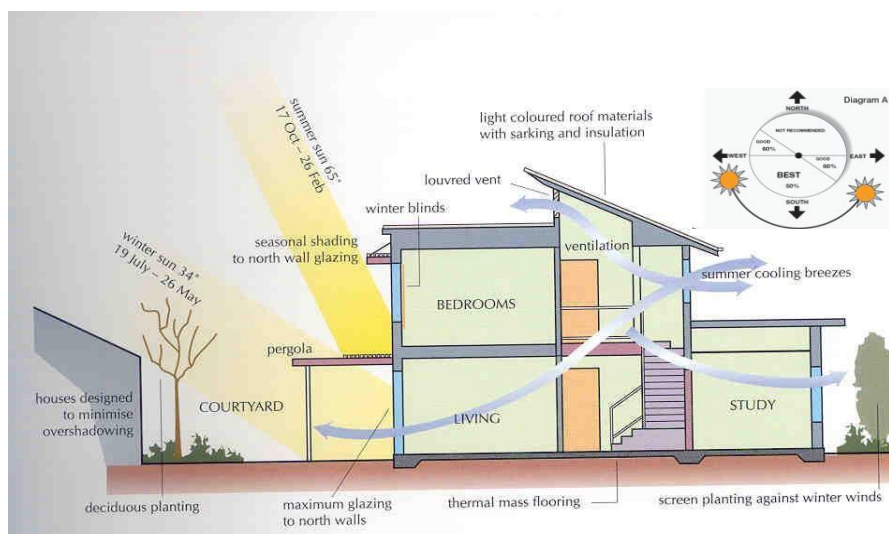 summer sun 65°
17 Oct – 26 Feb
winter sun 34°
19 July – 26 May
light coloured roof materials
with sarking and insulation
Diagram A
NORTH
NOT RECOMMENDED
GOOD
60%
WEST
EAST
GOOD
60%
BEST
50%
SOUTH
louvred vent
winter blinds
seasonal shading
to north wall glazing
ventilation
summer cooling breezes
BEDROOMS
pergola
houses designed
to minimise
overshadowing
COURTYARD
LIVING
STUDY
deciduous planting
maximum glazing
to north walls
thermal mass flooring
screen planting against winter winds